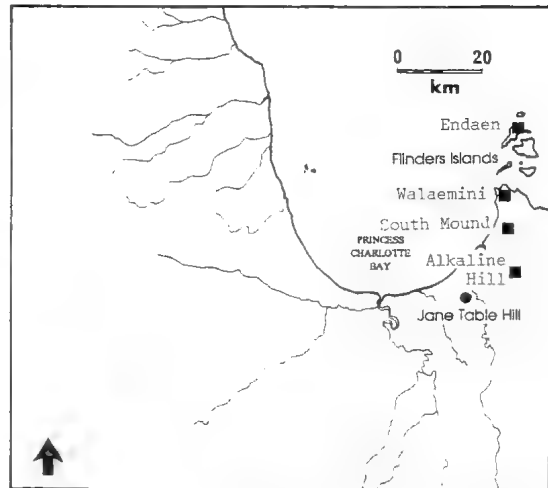 0 20
km
Endaen
Flinders Islands
Walaemini
South Mound
PRINCESS
CHARLOTTE
BAY
Alkaline
Hill
Jane Table Hill